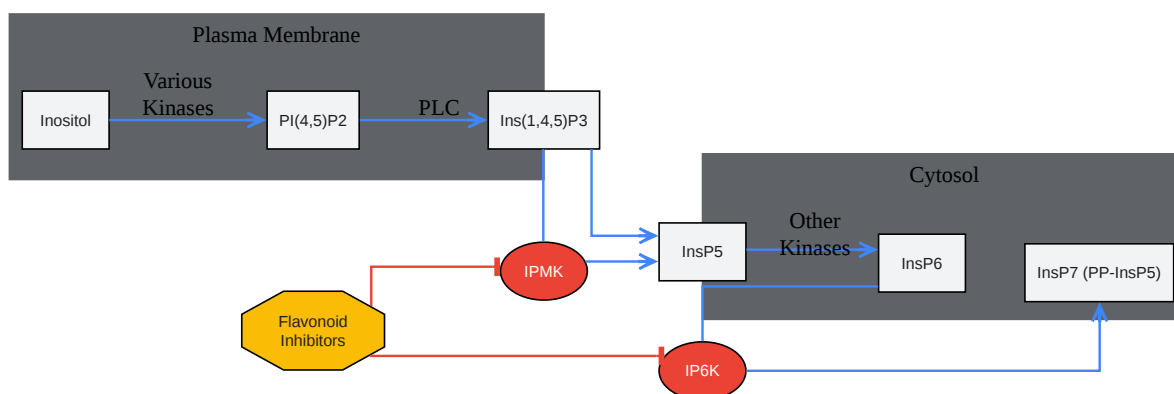 Plasma Membrane
Various
Kinases
PLC
Inositol
PI(4,5)P2
Ins(1,4,5)P3
Cytosol
Other
Kinases
InsP5
InsP6
InsP7 (PP-InsP5)
IPMK
Flavonoid
Inhibitors
IP6K